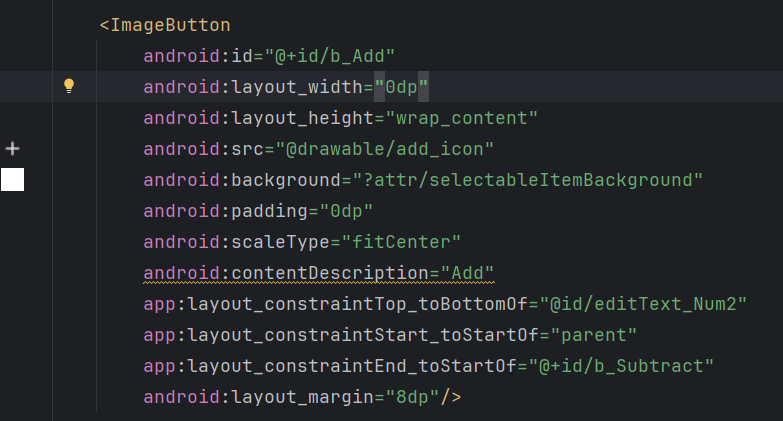 <ImageButton
android:id="@+id/b_Add"
android:layout_width="0dp"
android:layout_height="wrap_content"
android:src="@drawable/add_icon"
android:background="?attr/selectableItemBackground"
android:padding="0dp"
android:scaleType="fitCenter"
android:contentDescription="Add"
app:layout_constraintTop_toBottomOf="@id/editText_Num2"
app:layout_constraintStart_toStartOf="parent"
app:layout_constraintEnd_toStartOf="@+id/b_Subtract"
android:layout_margin="8dp"/>